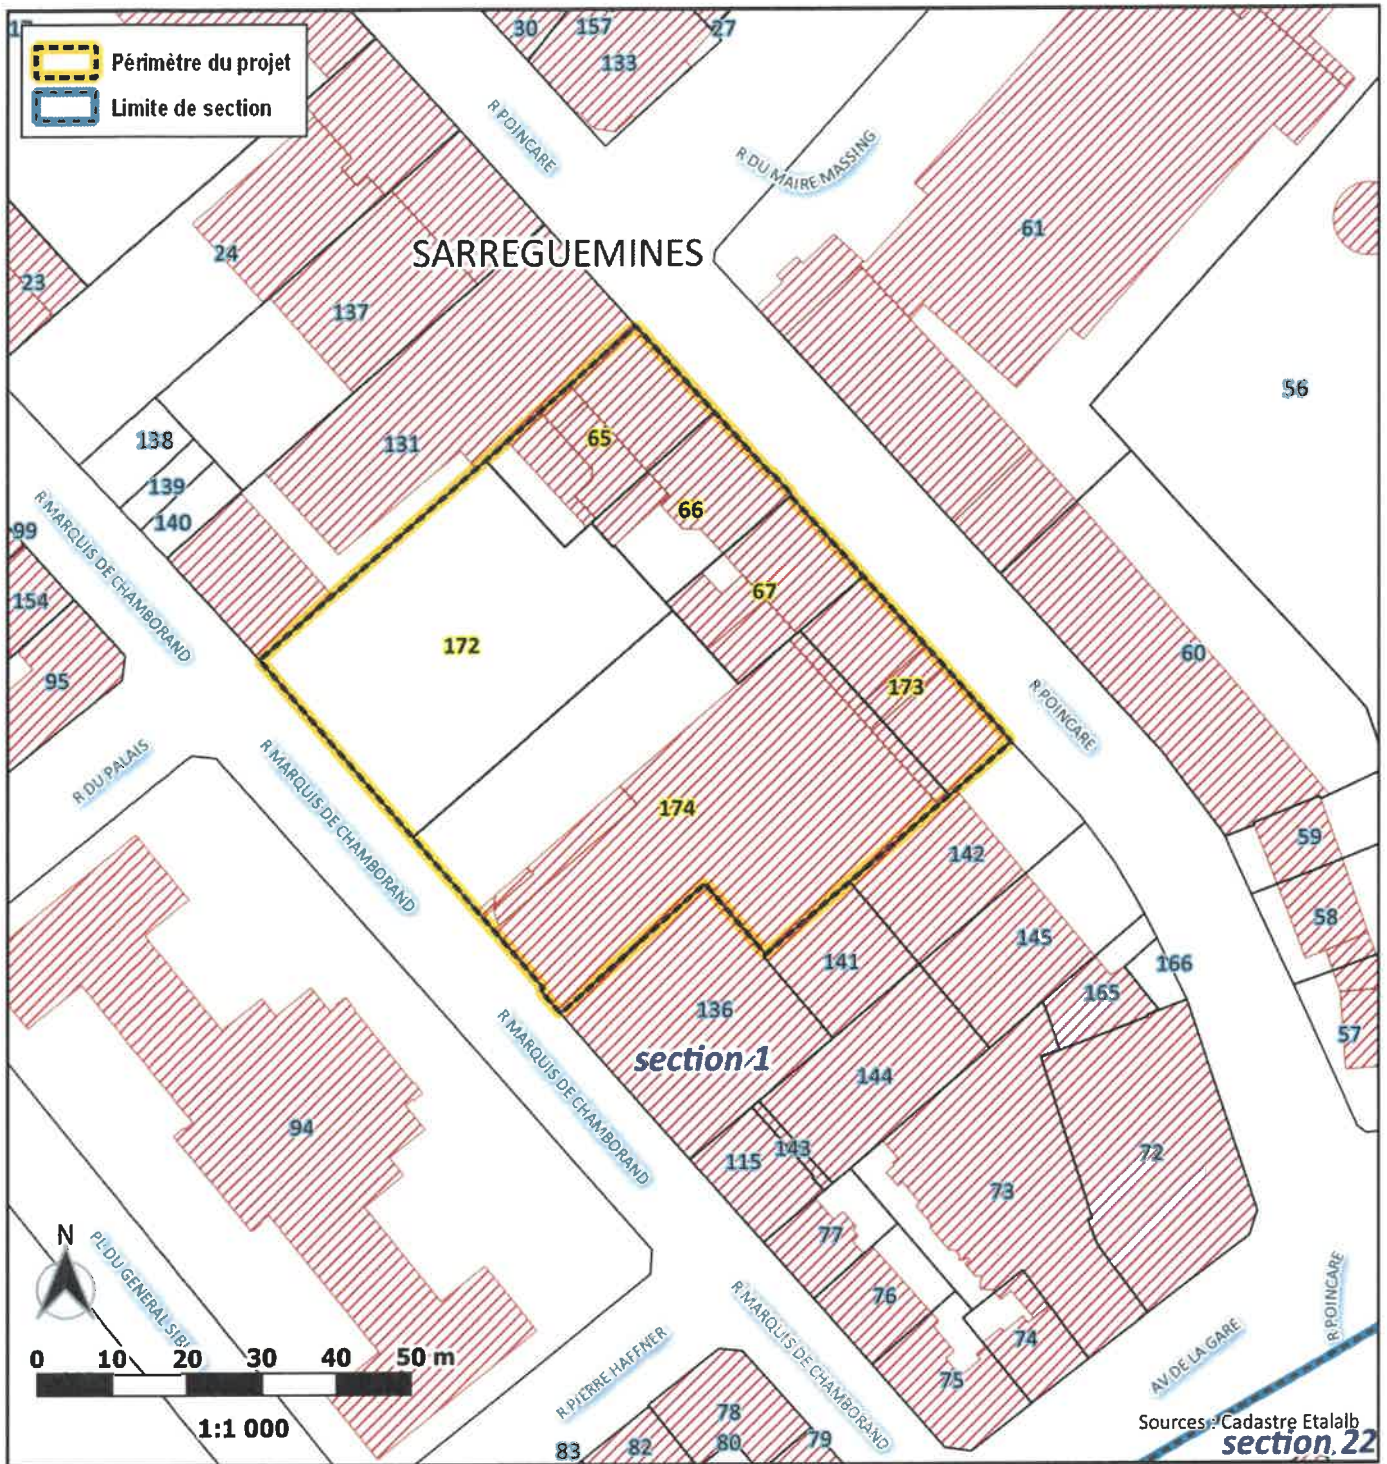 Périmètre du projet
Limite de section
30
157
27
133
R POINCARE
R DU MAIRE MASSING
61
24
SARREGUEMINES
23
137
56
65
138
131
139
66
140
99
R MARQUIS DE CHAMBORAND
67
154
172
60
95
173
R POINCARE
R DU PALAIS
R MARQUIS DE CHAMBORAND
174
59
142
58
145
141
166
165
136
57
section 1
R MARQUIS DE CHAMBORAND
144
94
143
115
72
73
77
N
PL DU GENERAL SIBI
76
R MARQUIS DE CHAMBORAND
R POINCARE
74
0 10 20 30 40 50 m
R PIERRE HAFFNER
AV DE LA GARE
75
1:1 000
78
79
80
82
83
Sources : Cadastre Etalalb
section 22